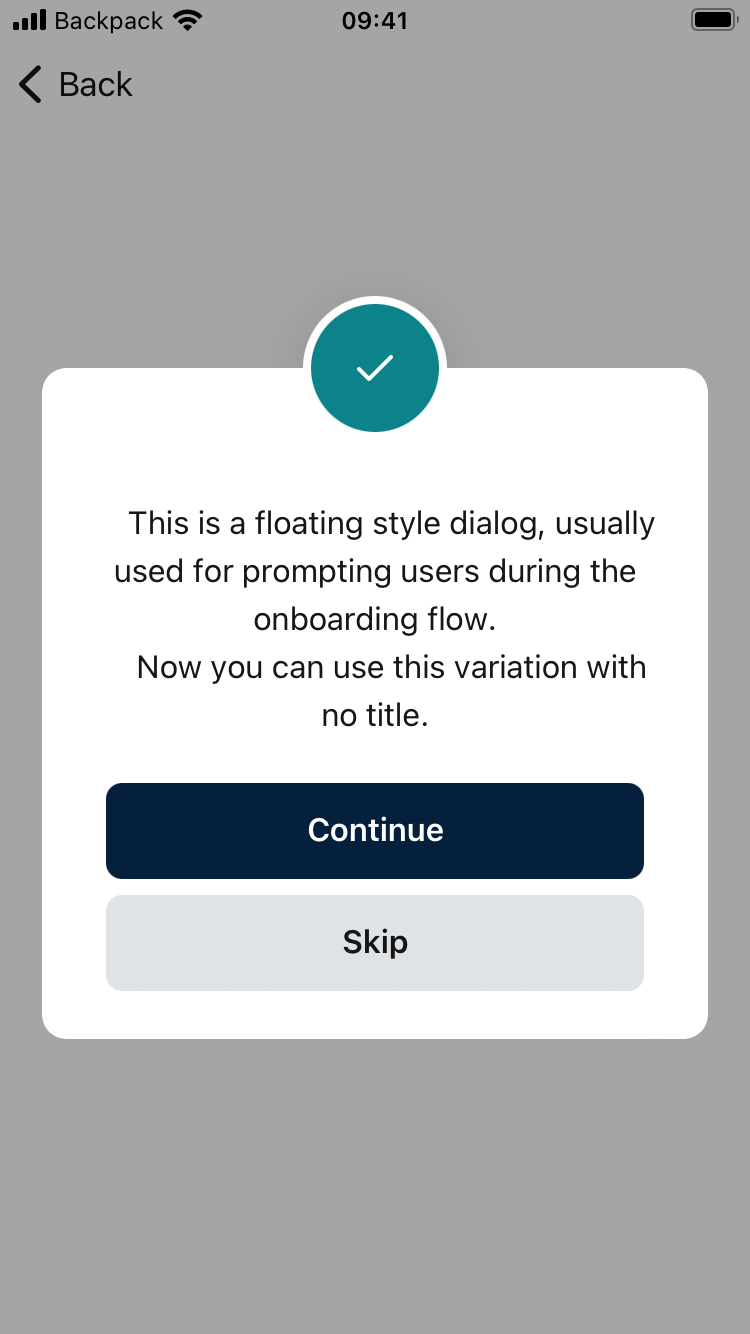 Backpack 09:41
Back
This is a floating style dialog, usually
used for prompting users during the
onboarding flow.
Now you can use this variation with
no title.
Continue
Skip